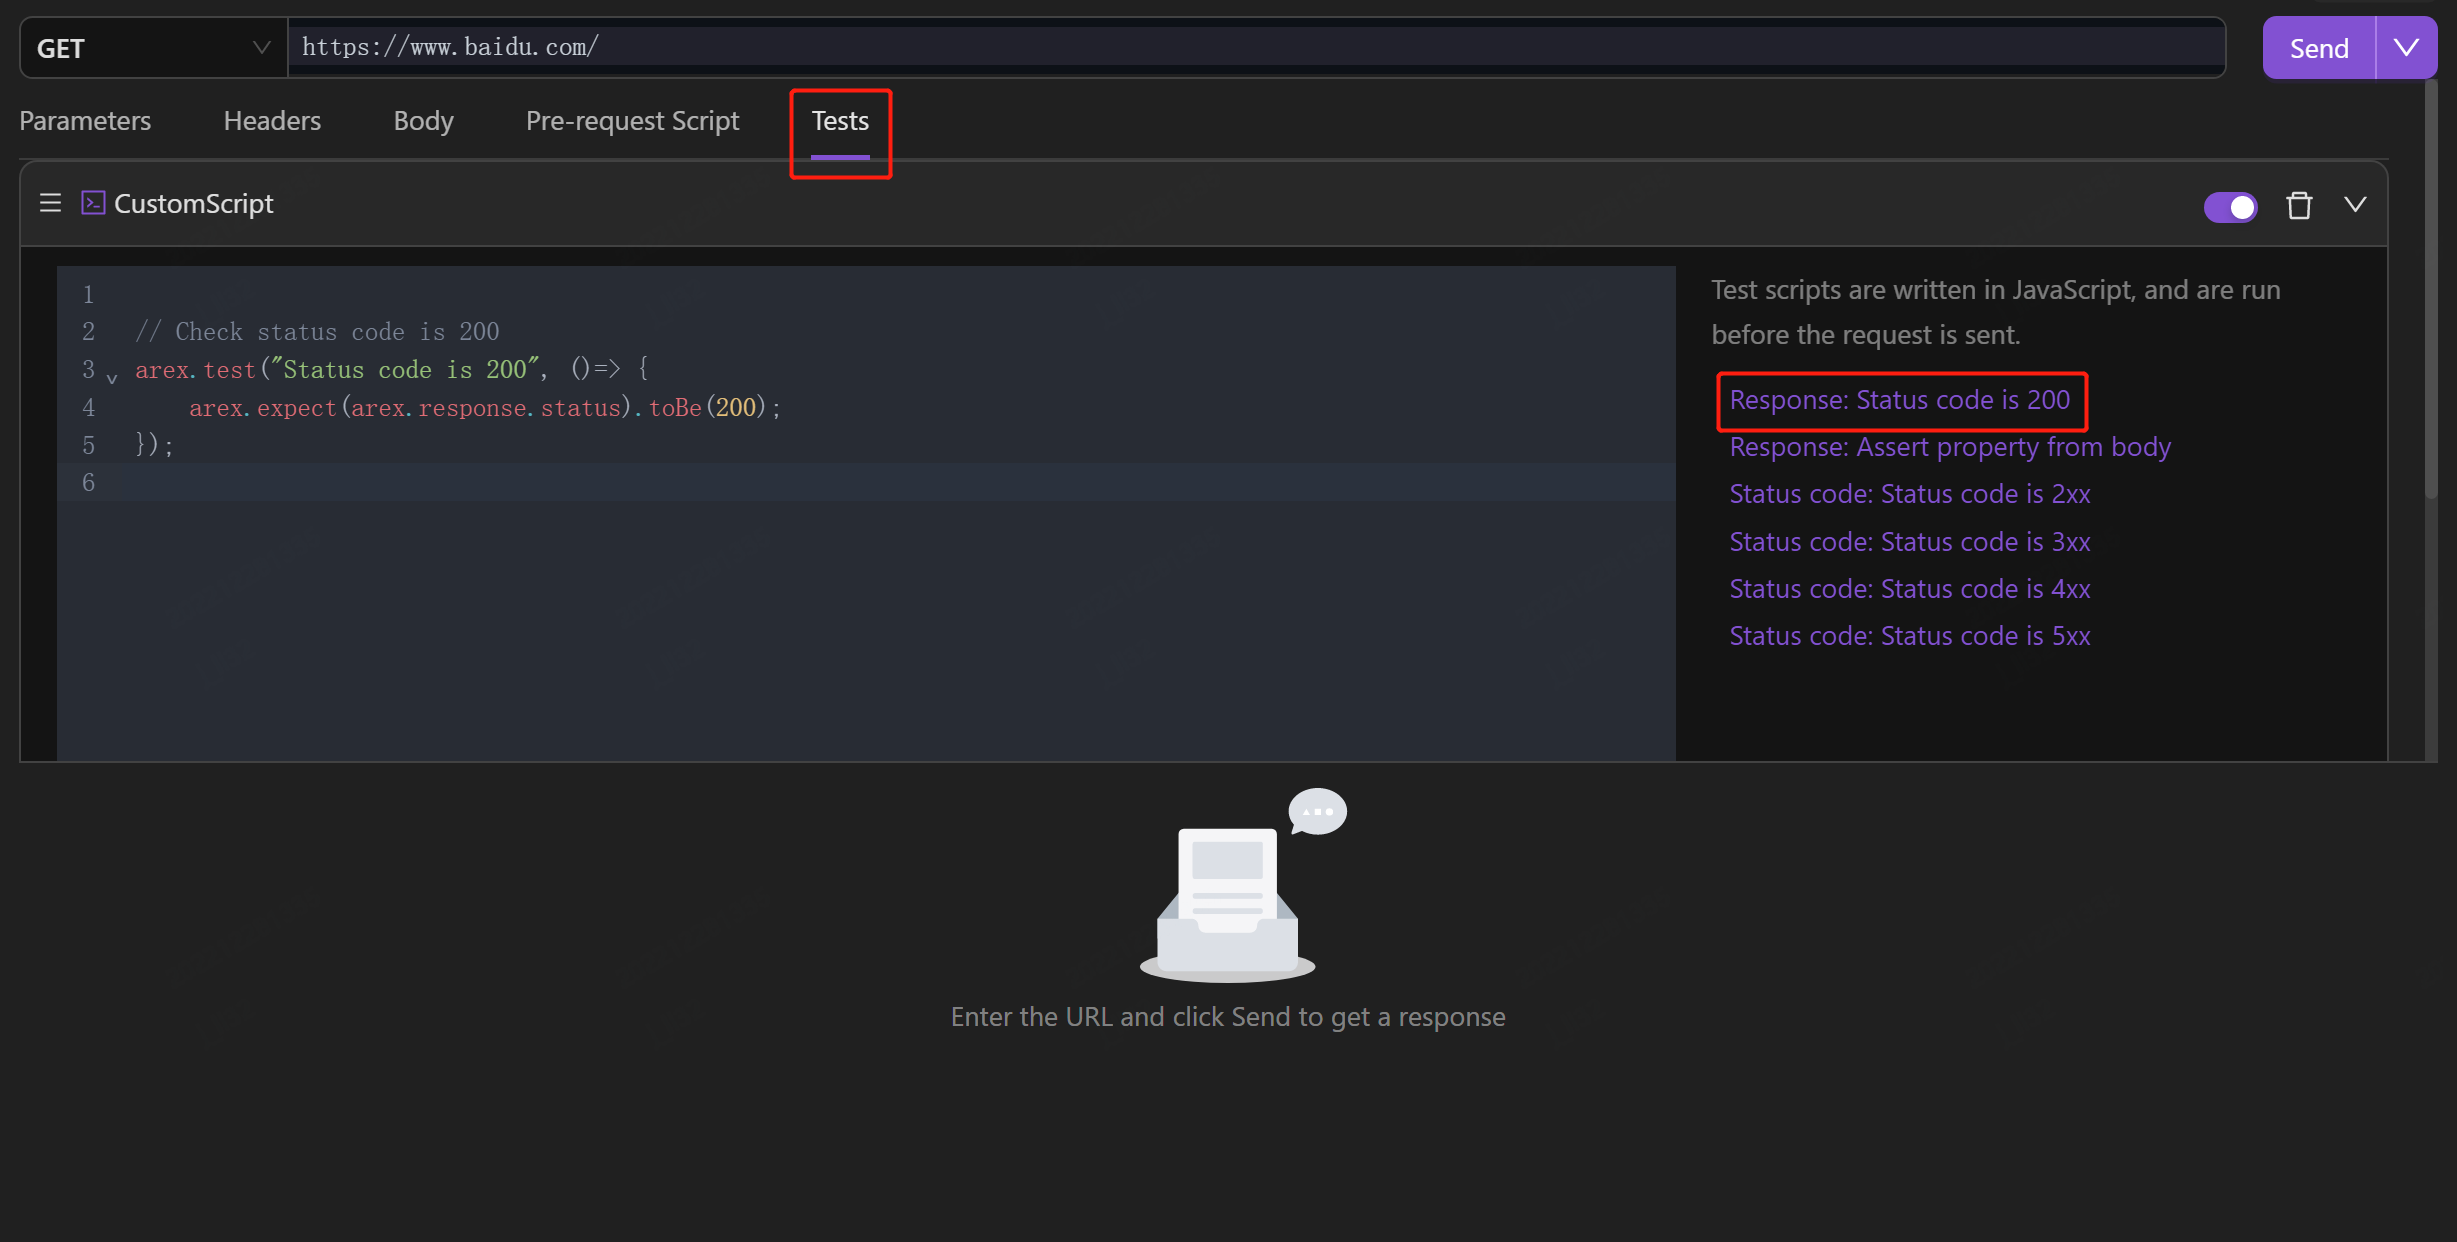 GET
https://www.baidu.com/
Send
Parameters Headers Body Pre-request Script Tests
CustomScript
1
2 // Check status code is 200
3 arex.test("Status code is 200", ()=> {
4 arex.expect(arex.response.status).toBe(200);
5 });
6
Test scripts are written in JavaScript, and are run
before the request is sent.
Response: Status code is 200
Response: Assert property from body
Status code: Status code is 2xx
Status code: Status code is 3xx
Status code: Status code is 4xx
Status code: Status code is 5xx
Enter the URL and click Send to get a response